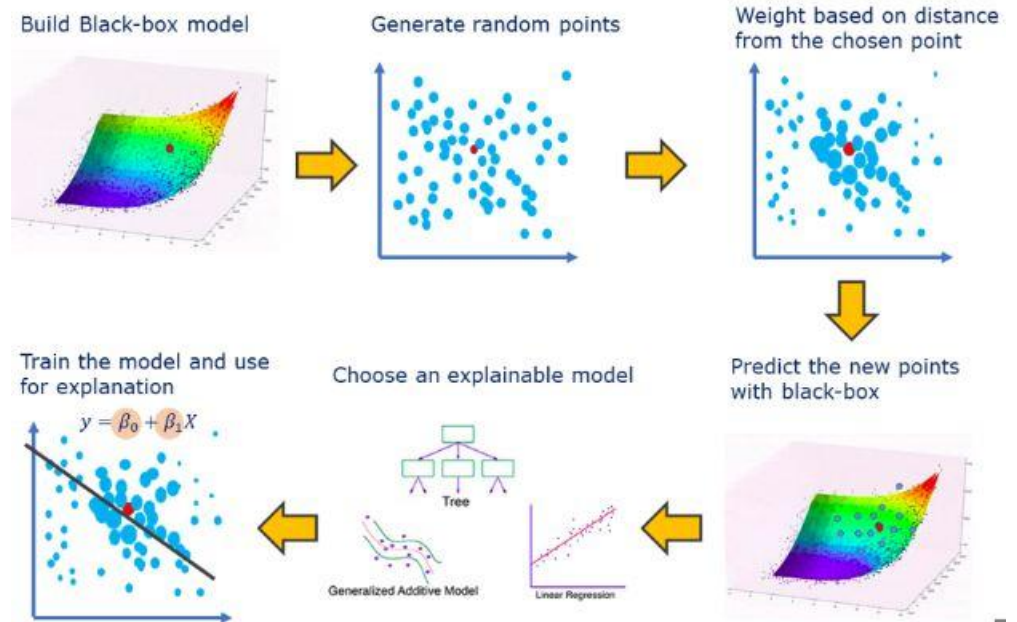 Build Black-box model
Generate random points
Weight based on distance
from the chosen point
Predict the new points
with black-box
Choose an explainable model
Tree
Generalized Additive Model
Linear Regression
Train the model and use
for explanation
y = β₀ + β₁X